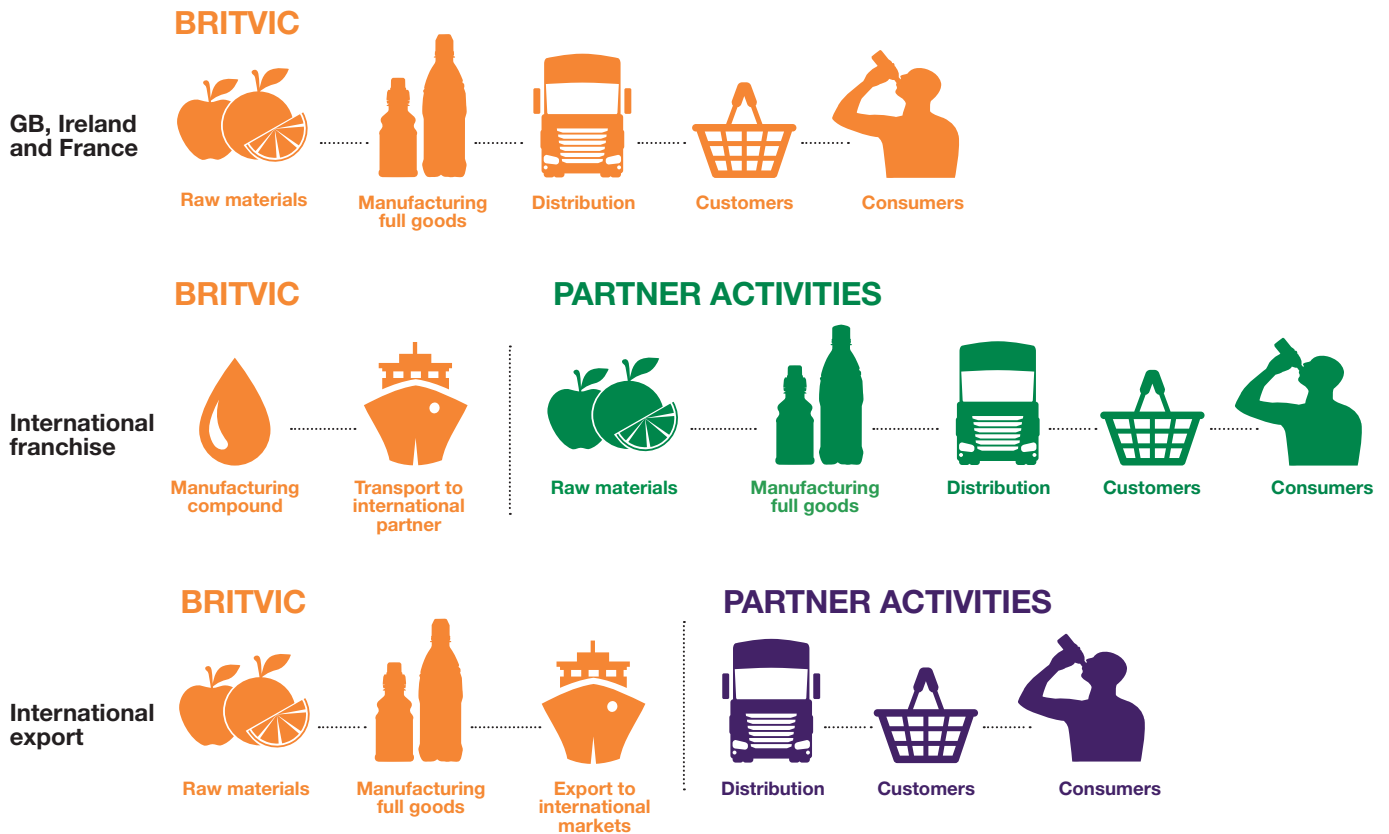 BRITVIC
GB, Ireland
and France
Raw materials
Manufacturing
full goods
Distribution
Customers
Consumers
BRITVIC
PARTNER ACTIVITIES
International
franchise
Manufacturing
compound
Transport to
international
partner
Raw materials
Manufacturing
full goods
Distribution
Customers
Consumers
BRITVIC
PARTNER ACTIVITIES
International
export
Raw materials
Manufacturing
full goods
Export to
international
markets
Distribution
Customers
Consumers